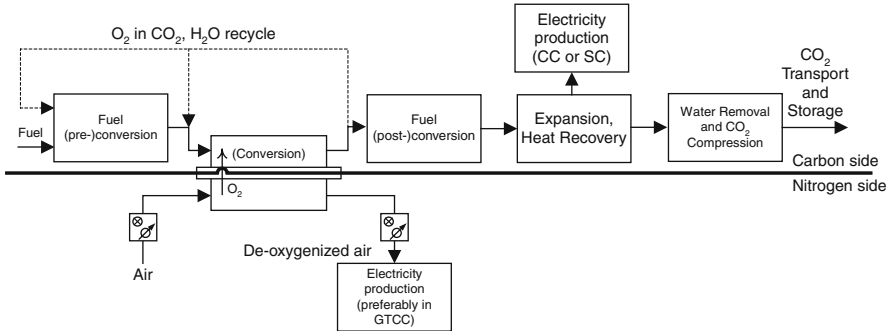 O2 in CO2, H2O recycle
Electricity
production
(CC or SC)
CO2
Transport
and
Storage
Fuel
Fuel
(pre-)conversion
(Conversion)
Fuel
(post-)conversion
Expansion,
Heat Recovery
Water Removal
and CO2
Compression
Carbon side
Nitrogen side
O2
De-oxygenized air
Air
Electricity
production
(preferably in
GTCC)